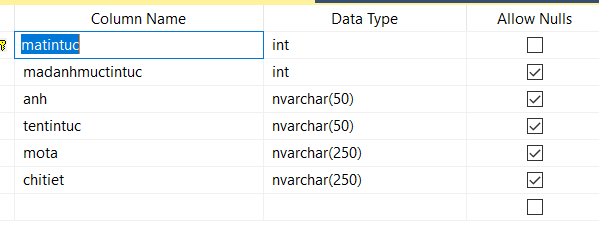 Column Name Data Type Allow Nulls
matintuc int
madanhmuctintuc int
anh nvarchar(50)
tentintuc nvarchar(50)
mota nvarchar(250)
chitiet nvarchar(250)